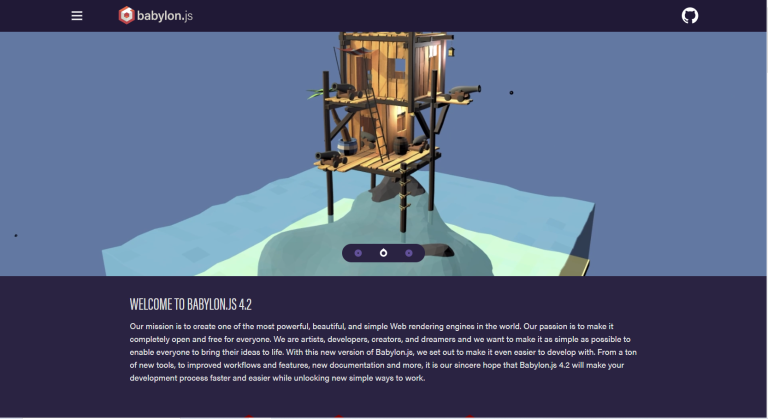 babylon.js
WELCOME TO BABYLON.JS 4.2
Our mission is to create one of the most powerful, beautiful, and simple Web rendering engines in the world. Our passion is to make it
completely open and free for everyone. We are artists, developers, creators, and dreamers and we want to make it as simple as possible to
enable everyone to bring their ideas to life. With this new version of Babylon.js, we set out to make it even easier to develop with. From a ton
of new tools, to improved workflows and features, new documentation and more, it is our sincere hope that Babylon.js 4.2 will make your
development process faster and easier while unlocking new simple ways to work.